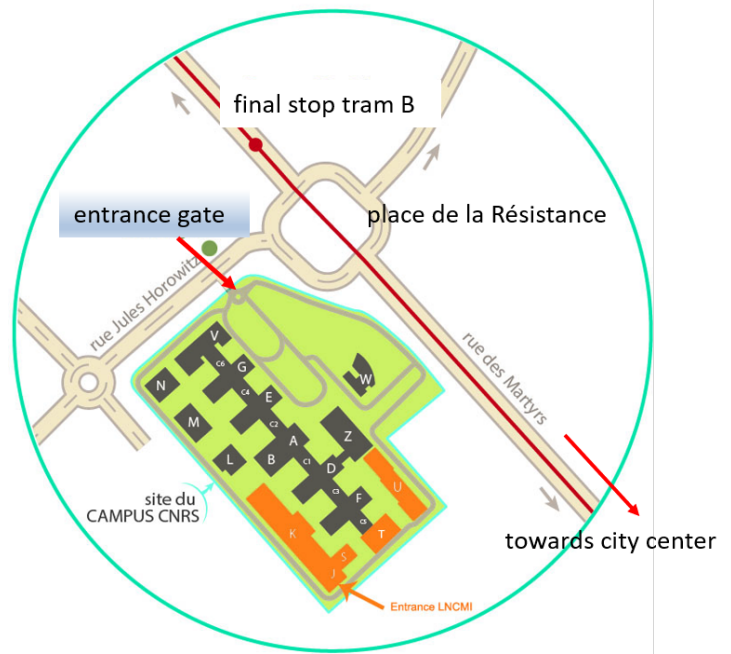 final stop tram B
entrance gate
place de la Résistance
rue Jules Horowitz
rue des Martyrs
V
C6
G
N
C4
E
W
M
C2
A
Z
L
B
C1
D
C3
U
F
C5
K
T
S
J
site du
CAMPUS CNRS
towards city center
Entrance LNCMI